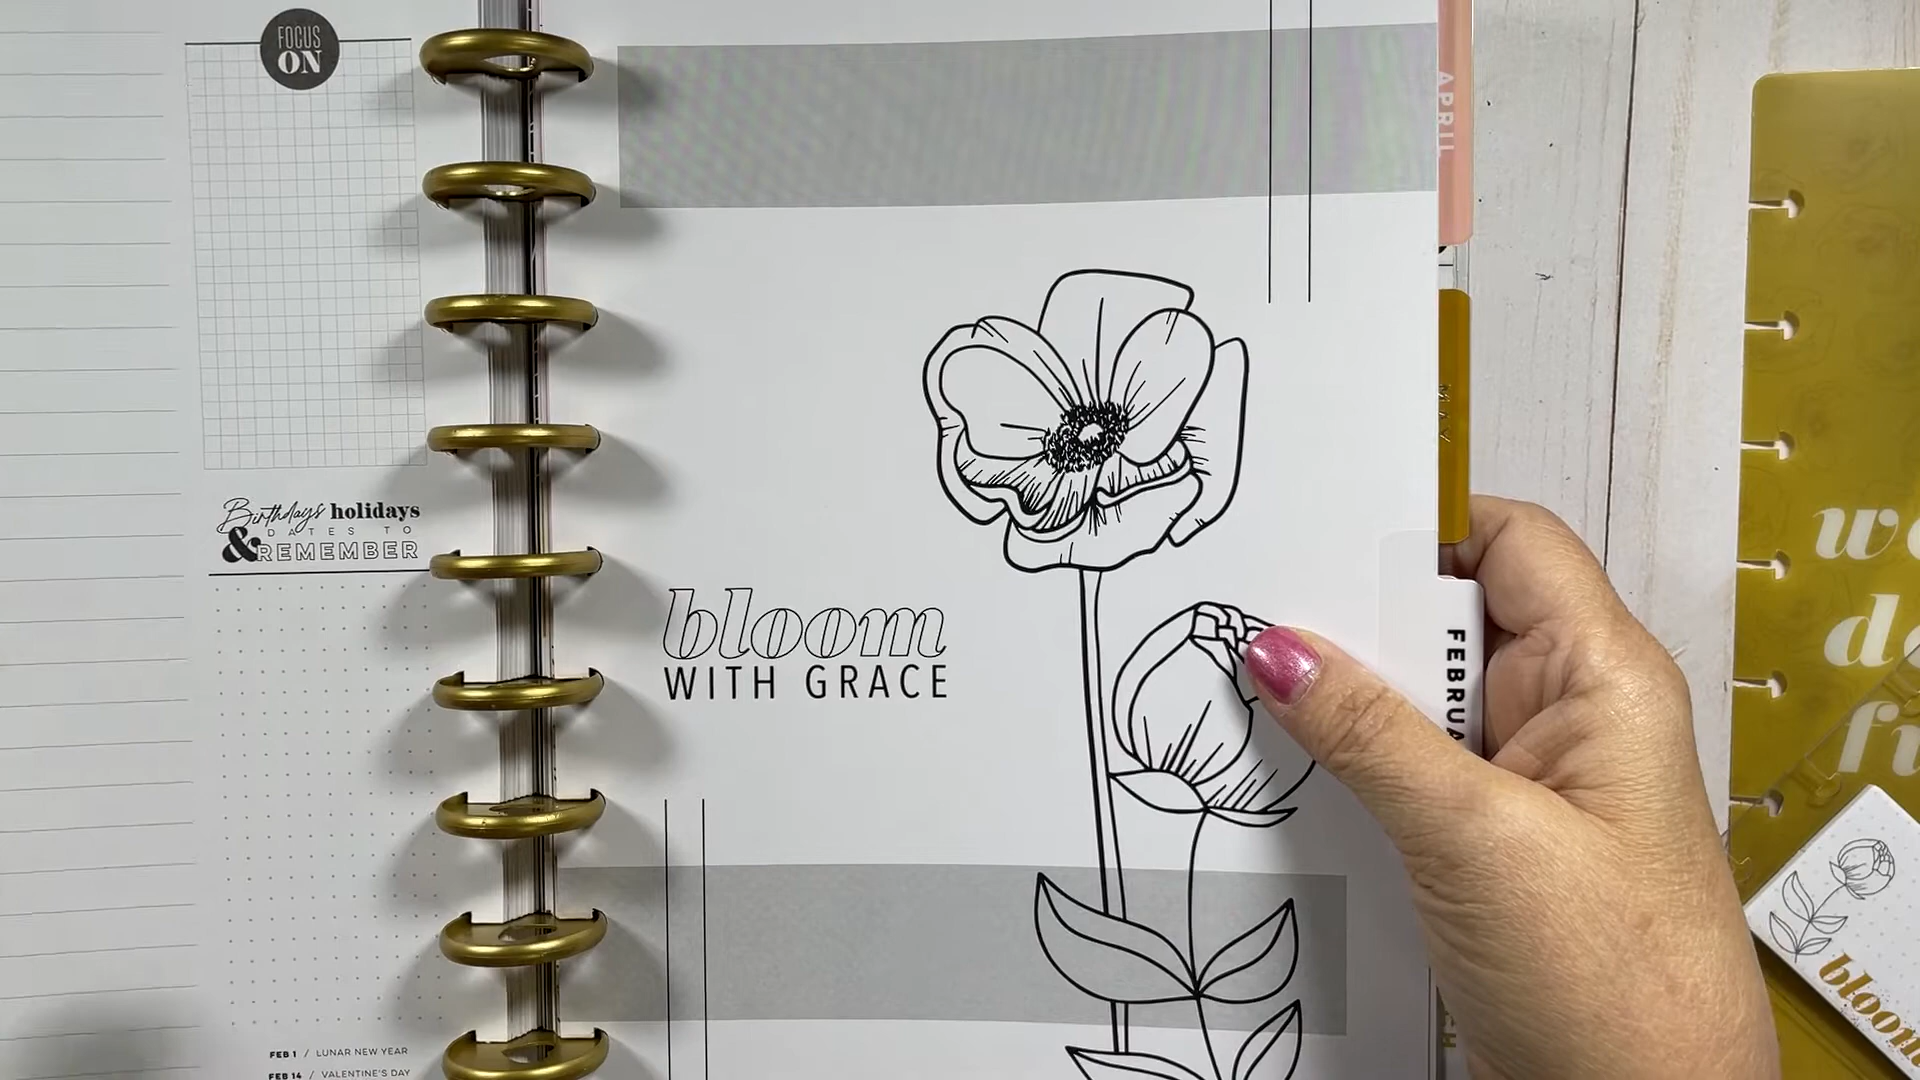 FOCUS
ON
Birthdays holidays
& DATES TO
REMEMBER
FEB 1 / LUNAR NEW YEAR
FEB 14 / VALENTINE'S DAY
bloom
WITH GRACE
APRIL
MAY
FEBRUA
bloom